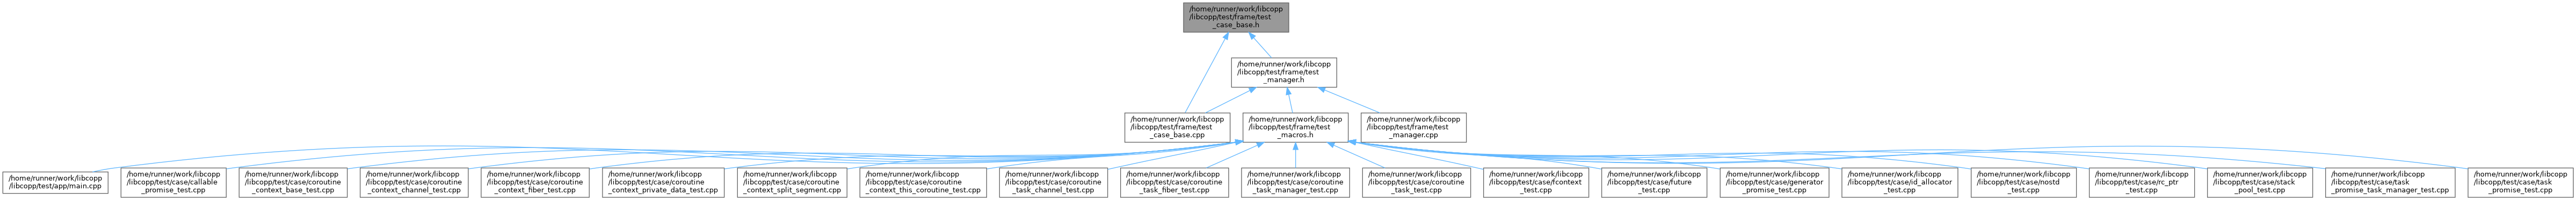 /home/runner/work/libcopp
/libcopp/test/frame/test
_case_base.h
/home/runner/work/libcopp
/libcopp/test/frame/test
_manager.h
/home/runner/work/libcopp
/libcopp/test/frame/test
_case_base.cpp
/home/runner/work/libcopp
/libcopp/test/frame/test
_macros.h
/home/runner/work/libcopp
/libcopp/test/frame/test
_manager.cpp
/home/runner/work/libcopp
/libcopp/test/app/main.cpp
/home/runner/work/libcopp
/libcopp/test/case/callable
_promise_test.cpp
/home/runner/work/libcopp
/libcopp/test/case/coroutine
_context_base_test.cpp
/home/runner/work/libcopp
/libcopp/test/case/coroutine
_context_channel_test.cpp
/home/runner/work/libcopp
/libcopp/test/case/coroutine
_context_fiber_test.cpp
/home/runner/work/libcopp
/libcopp/test/case/coroutine
_context_private_data_test.cpp
/home/runner/work/libcopp
/libcopp/test/case/coroutine
_context_split_segment.cpp
/home/runner/work/libcopp
/libcopp/test/case/coroutine
_context_this_coroutine_test.cpp
/home/runner/work/libcopp
/libcopp/test/case/coroutine
_task_channel_test.cpp
/home/runner/work/libcopp
/libcopp/test/case/coroutine
_task_fiber_test.cpp
/home/runner/work/libcopp
/libcopp/test/case/coroutine
_task_manager_test.cpp
/home/runner/work/libcopp
/libcopp/test/case/coroutine
_task_test.cpp
/home/runner/work/libcopp
/libcopp/test/case/fcontext
_test.cpp
/home/runner/work/libcopp
/libcopp/test/case/future
_test.cpp
/home/runner/work/libcopp
/libcopp/test/case/generator
_promise_test.cpp
/home/runner/work/libcopp
/libcopp/test/case/id_allocator
_test.cpp
/home/runner/work/libcopp
/libcopp/test/case/nostd
_test.cpp
/home/runner/work/libcopp
/libcopp/test/case/rc_ptr
_test.cpp
/home/runner/work/libcopp
/libcopp/test/case/stack
_pool_test.cpp
/home/runner/work/libcopp
/libcopp/test/case/task
_promise_task_manager_test.cpp
/home/runner/work/libcopp
/libcopp/test/case/task
_promise_test.cpp